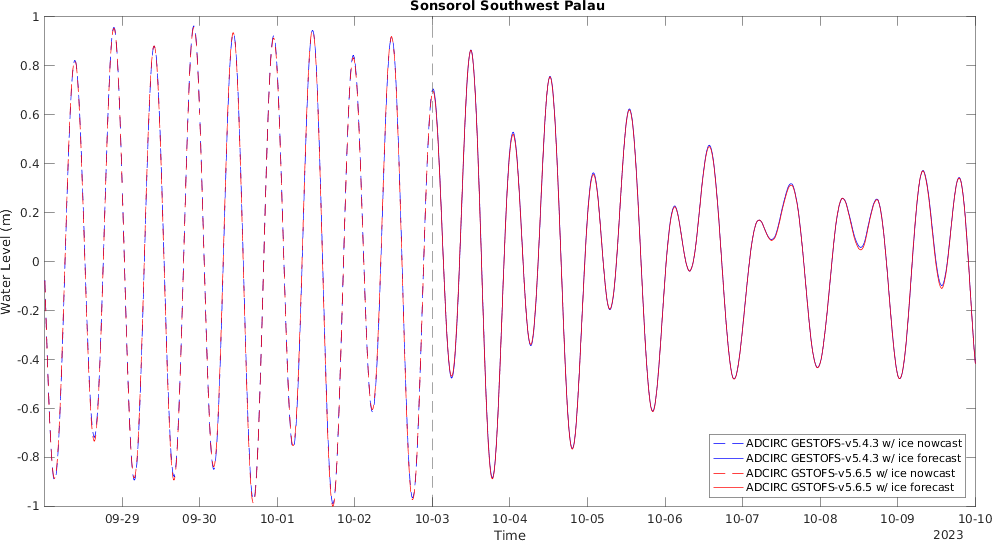 Sonsorol Southwest Palau
1
0.8
0.6
0.4
0.2
0
-0.2
-0.4
-0.6
-0.8
-1
Water Level (m)
ADCIRC GESTOFS-v5.4.3 w/ ice nowcast
ADCIRC GESTOFS-v5.4.3 w/ ice forecast
ADCIRC GSTOFS-v5.6.5 w/ ice nowcast
ADCIRC GSTOFS-v5.6.5 w/ ice forecast
09-29 09-30 10-01 10-02 10-03 10-04 10-05 10-06 10-07 10-08 10-09 10-10
Time
2023